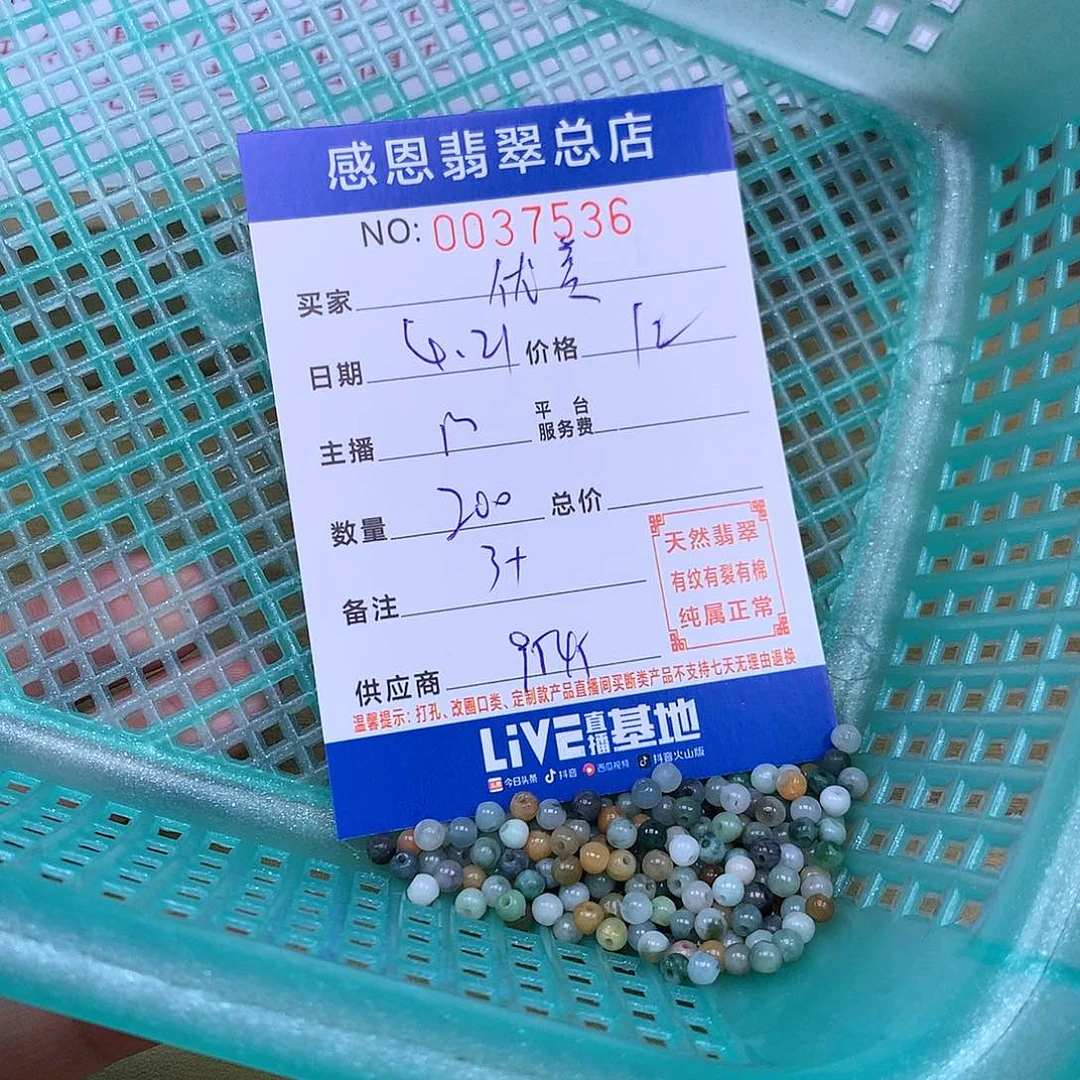 感恩翡翠总店
NO: 0037536
买家
日期 4.21 价格 12
主播
平台服务费
数量 200 总价
3+
备注
天然翡翠
有纹有裂有棉
纯属正常
供应商
温馨提示：打孔、改圈口类、定制款产品直播间买断类产品不支持七天无理由退换
LiVE直播基地
头条 今日头条 抖音 西瓜视频 抖音火山版